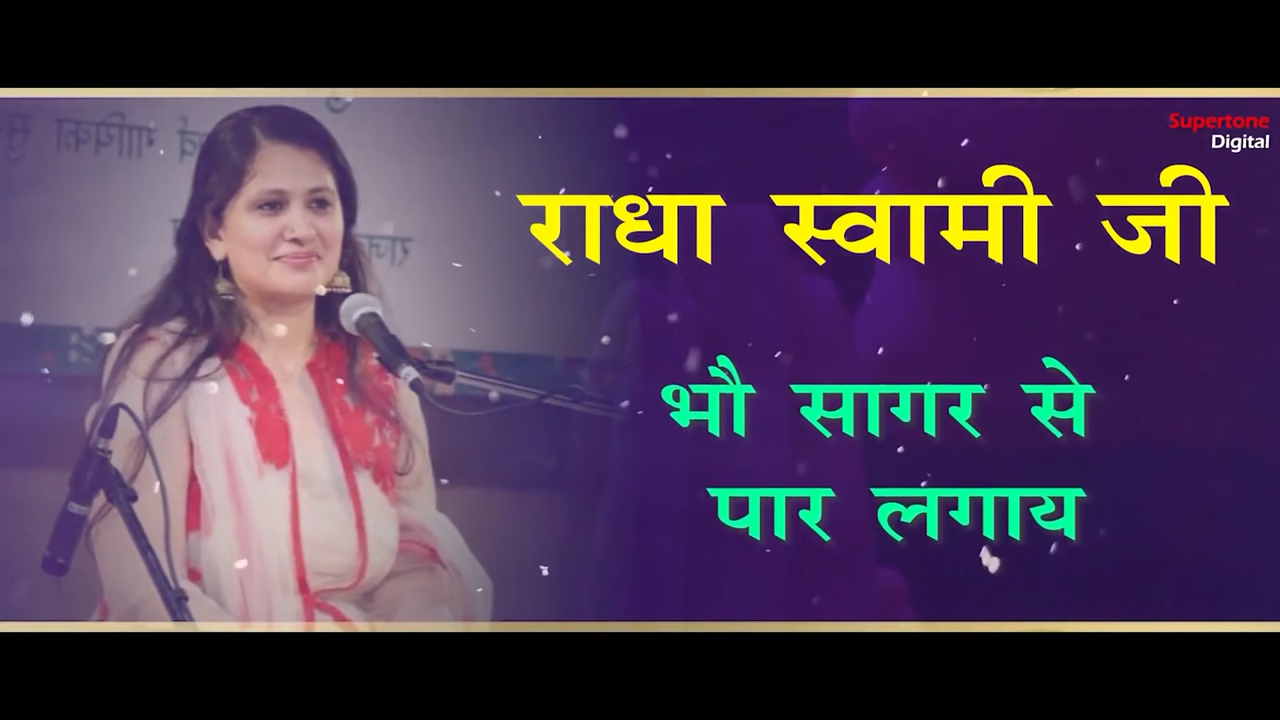 Supertone
Digital
राधा स्वामी जी
भौ सागर से
पार लगाय